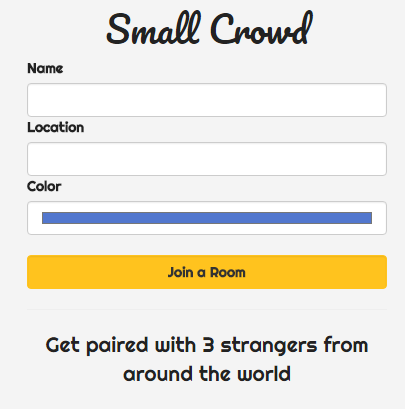 Small Crowd
Name
Location
Color
Join a Room
Get paired with 3 strangers from
around the world